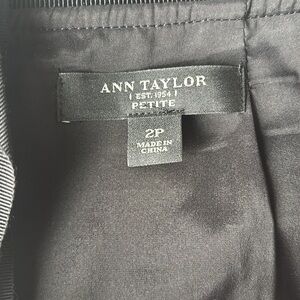 ANN TAYLOR
| EST. 1954 |
PETITE
2P
MADE IN
CHINA